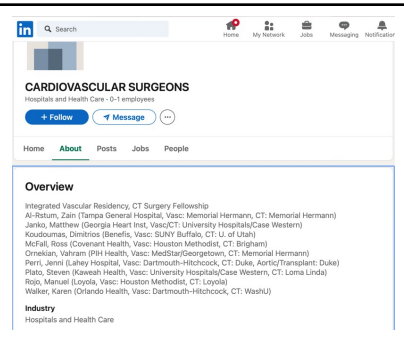 in
Search
Home
My Network
Jobs
Messaging
Notification
CARDIOVASCULAR SURGEONS
Hospitals and Health Care - 0-1 employees
+ Follow
Message
Home
About
Posts
Jobs
People
Overview
Integrated Vascular Residency, CT Surgery Fellowship
Al-Rstum, Zain (Tampa General Hospital, Vasc: Memorial Hermann, CT: Memorial Hermann)
Janko, Matthew (Georgia Heart Inst, Vasc/CT: University Hospitals/Case Western)
Koudoumas, Dimitrios (Benefis, Vasc: SUNY Buffalo, CT: U. of Utah)
McFall, Ross (Covenant Health, Vasc: Houston Methodist, CT: Brigham)
Ornekian, Vahram (PIH Health, Vasc: MedStar/Georgetown, CT: Memorial Hermann)
Perri, Jenni (Lahey Hospital, Vasc: Dartmouth-Hitchcock, CT: Duke, Aortic/Transplant: Duke)
Plato, Steven (Kaweah Health, Vasc: University Hospitals/Case Western, CT: Loma Linda)
Rojo, Manuel (Loyola, Vasc: Houston Methodist, CT: Loyola)
Walker, Karen (Orlando Health, Vasc: Dartmouth-Hitchcock, CT: WashU)
Industry
Hospitals and Health Care